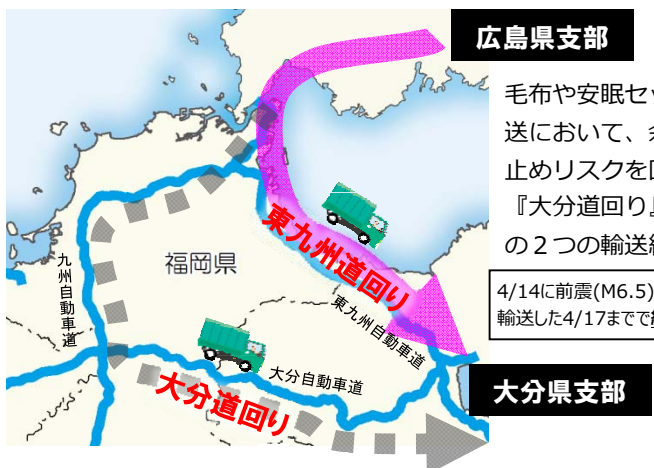 広島県支部
毛布や安眠セッ
送において、
止めリスクを
『大分道回り』
の２つの輸送
4/14に前震(M6.5)
輸送した4/17までで
東九州道回り
福岡県
九州自動車道
東九州自動車道
大分自動車道
大分道回り
大分県支部